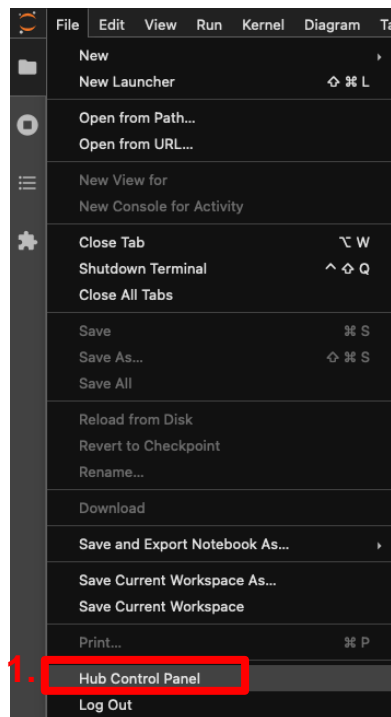 File Edit View Run Kernel Diagram Ta
New
New Launcher ⇧ ⌘ L
Open from Path...
Open from URL...
New View for
New Console for Activity
Close Tab ⌥ W
Shutdown Terminal ^ ⇧ Q
Close All Tabs
Save ⌘ S
Save As... ⇧ ⌘ S
Save All
Reload from Disk
Revert to Checkpoint
Rename...
Download
Save and Export Notebook As...
Save Current Workspace As...
Save Current Workspace
Print... ⌘ P
1. Hub Control Panel
Log Out